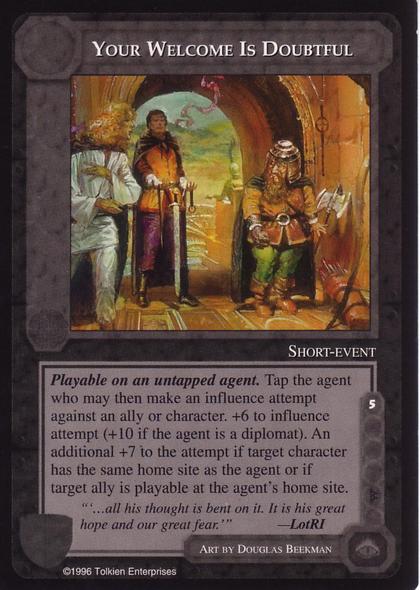 Your Welcome Is Doubtful
Short-event
Playable on an untapped agent. Tap the agent
who may then make an influence attempt
against an ally or character. +6 to influence
attempt (+10 if the agent is a diplomat). An
additional +7 to the attempt if target character
has the same home site as the agent or if
target ally is playable at the agent's home site.
5
"‘...all his thought is bent on it. It is his great
hope and our great fear.'" —LotRI
Art by Douglas Beekman
©1996 Tolkien Enterprises